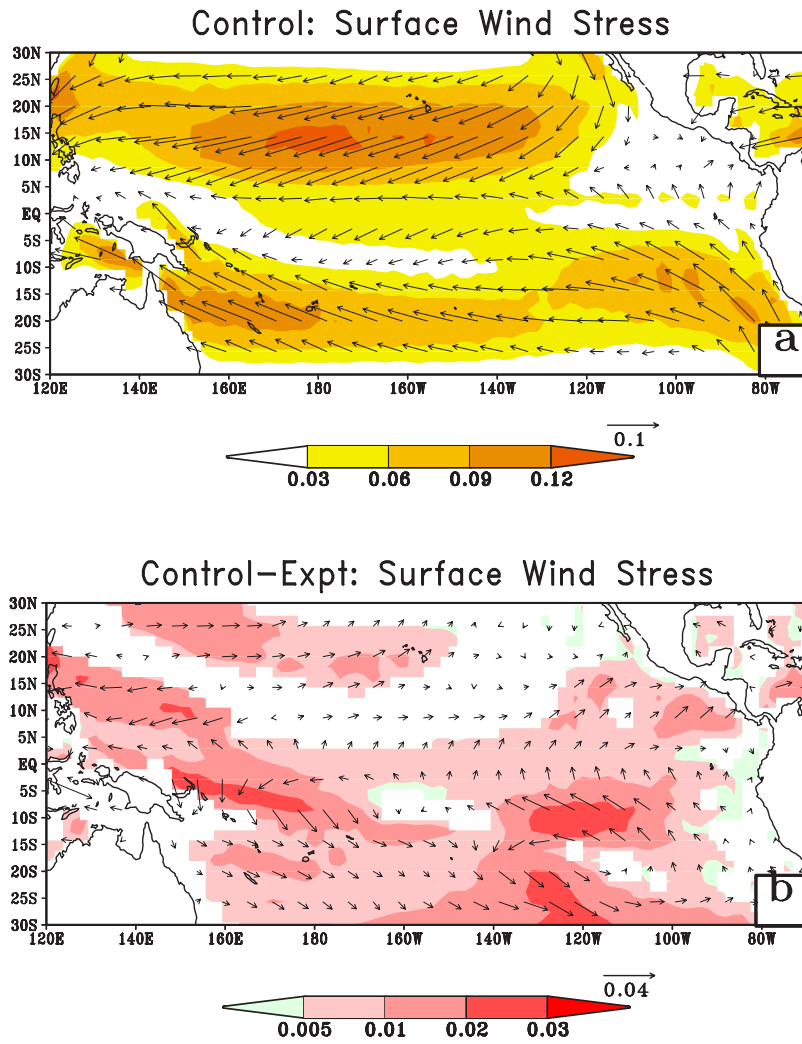 Control: Surface Wind Stress
30N
25N
20N
15N
10N
5N
EQ
5S
10S
15S
20S
25S
30S
120E 140E 160E 180 160W 140W 120W 100W 80W
a
0.1
0.03 0.06 0.09 0.12
Control-Expt: Surface Wind Stress
30N
25N
20N
15N
10N
5N
EQ
5S
10S
15S
20S
25S
30S
120E 140E 160E 180 160W 140W 120W 100W 80W
b
0.04
0.005 0.01 0.02 0.03